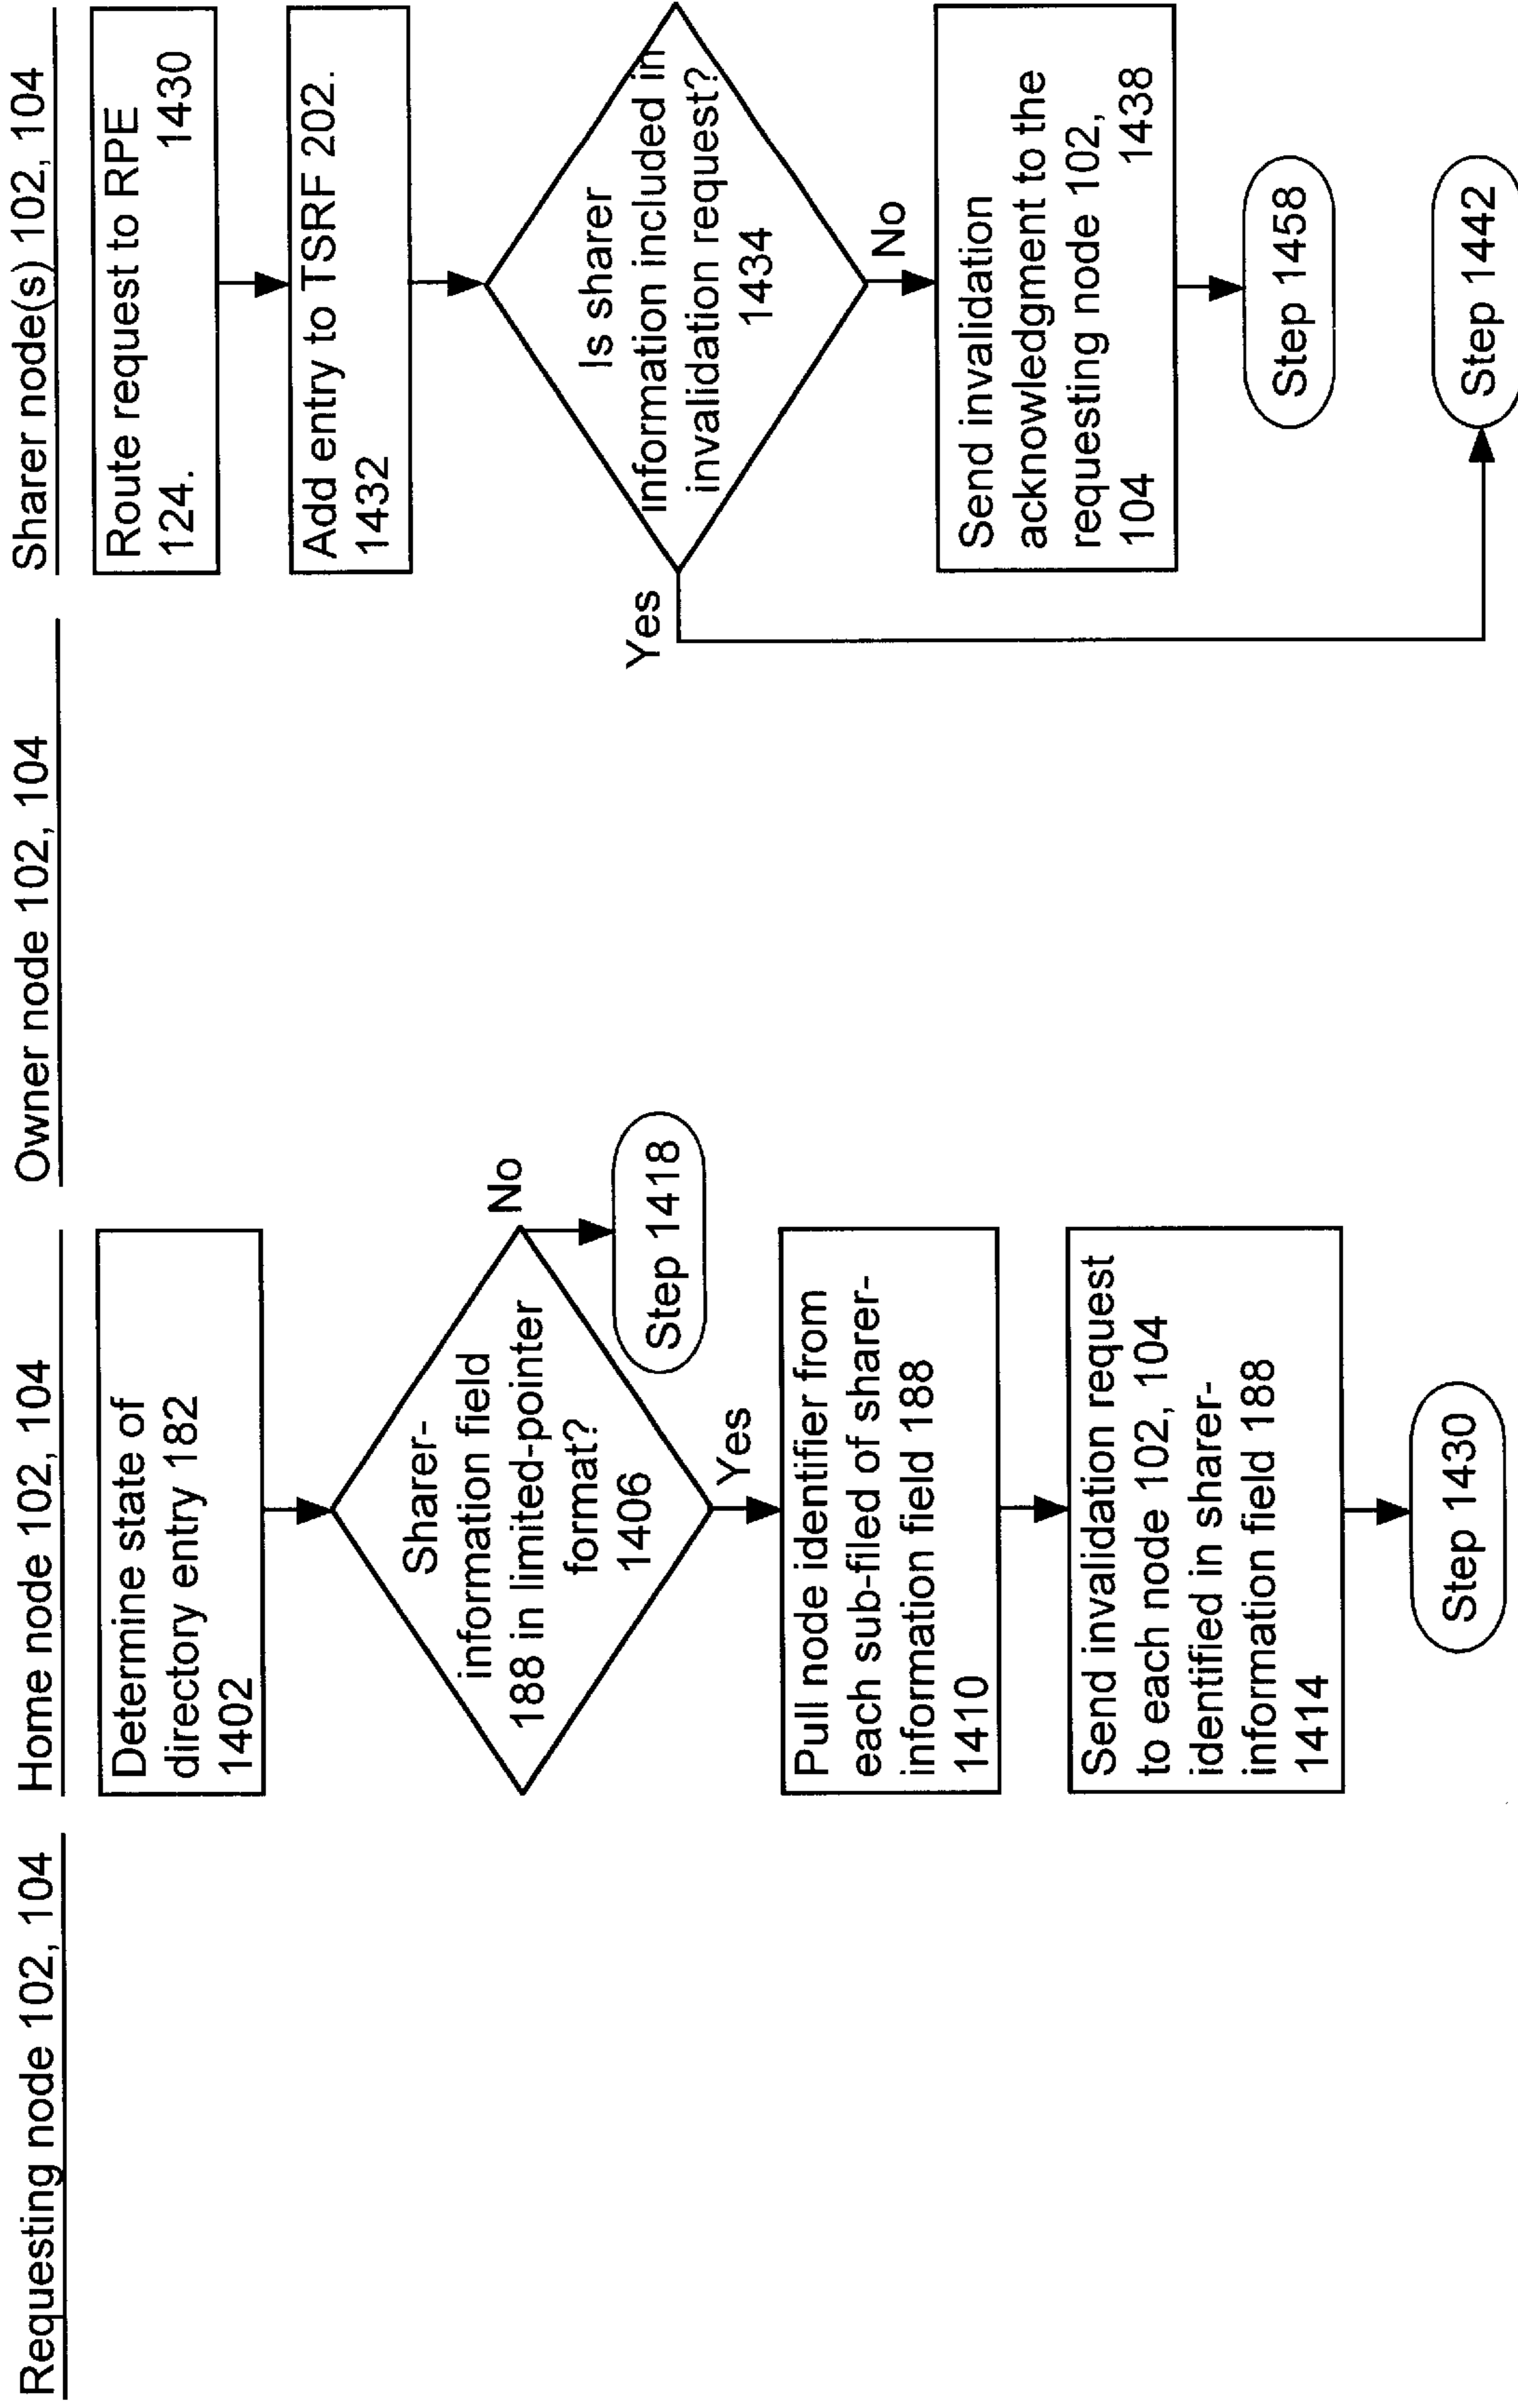 Requesting node 102, 104
Home node 102, 104
Owner node 102, 104
Sharer node(s) 102, 104
Determine state of
directory entry 182
1402
Sharer-
information field
188 in limited-pointer
format?
1406
No
Step 1418
Yes
Pull node identifier from
each sub-filed of sharer-
information field 188
1410
Send invalidation request
to each node 102, 104
identified in sharer-
information field 188
1414
Step 1430
Route request to RPE
124. 1430
Add entry to TSRF 202.
1432
Is sharer
information included in
invalidation request?
1434
Yes
No
Send invalidation
acknowledgment to the
requesting node 102,
104 1438
Step 1458
Step 1442